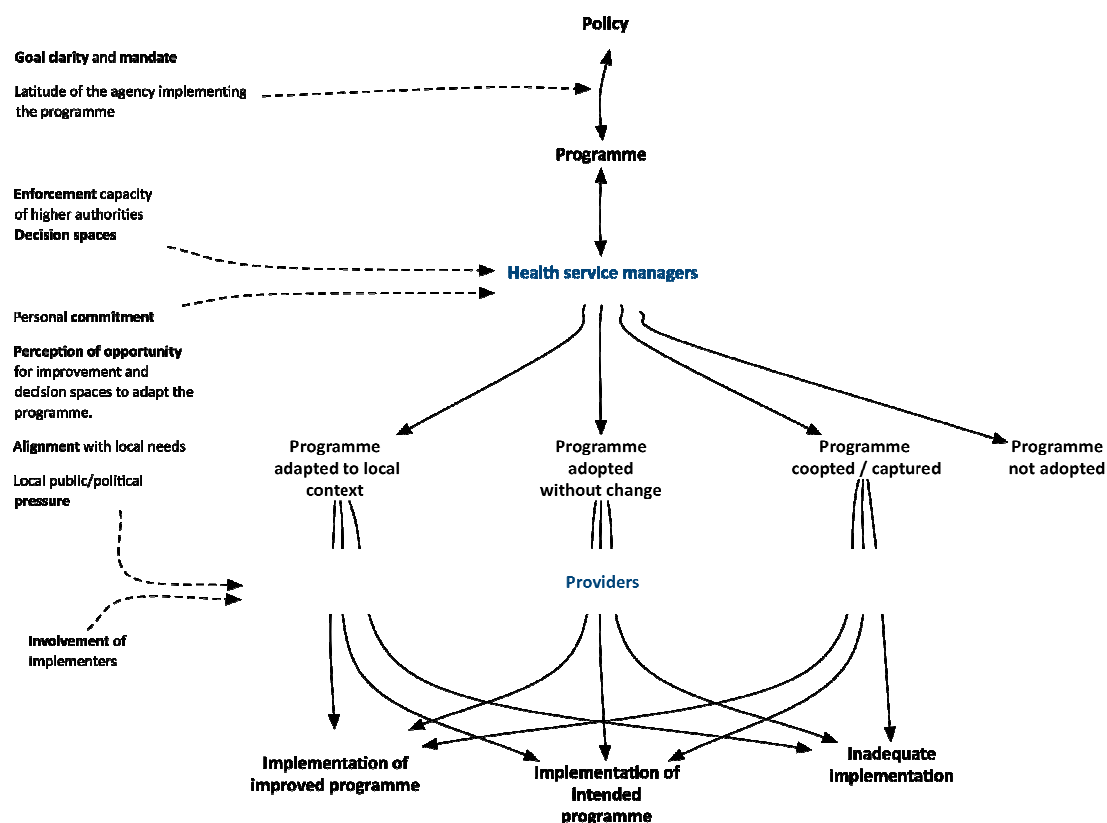 Policy
Goal clarity and mandate
Latitude of the agency implementing
the programme
Programme
Enforcement capacity
of higher authorities
Decision spaces
Health service managers
Personal commitment
Perception of opportunity
for improvement and
decision spaces to adapt the
programme.
Alignment with local needs
Local public/political
pressure
Programme
adapted to local
context
Programme
adopted
without change
Programme
coopted / captured
Programme
not adopted
Providers
Involvement of
Implementers
Implementation of
improved programme
Implementation of
intended
programme
Inadequate
implementation